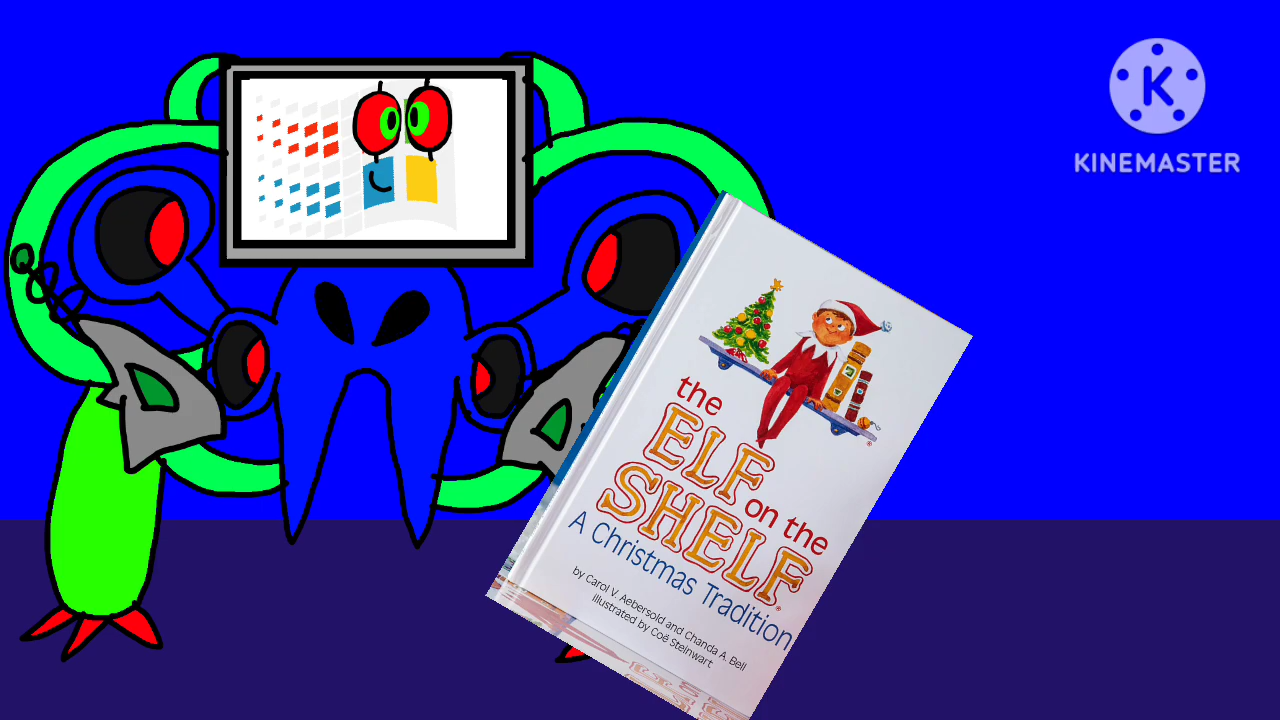 KINEMASTER
the
ELF
on the
SHELF
A Christmas Tradition
by Carol V. Aebersold and Chanda A. Bell
Illustrated by Coë Steinwart